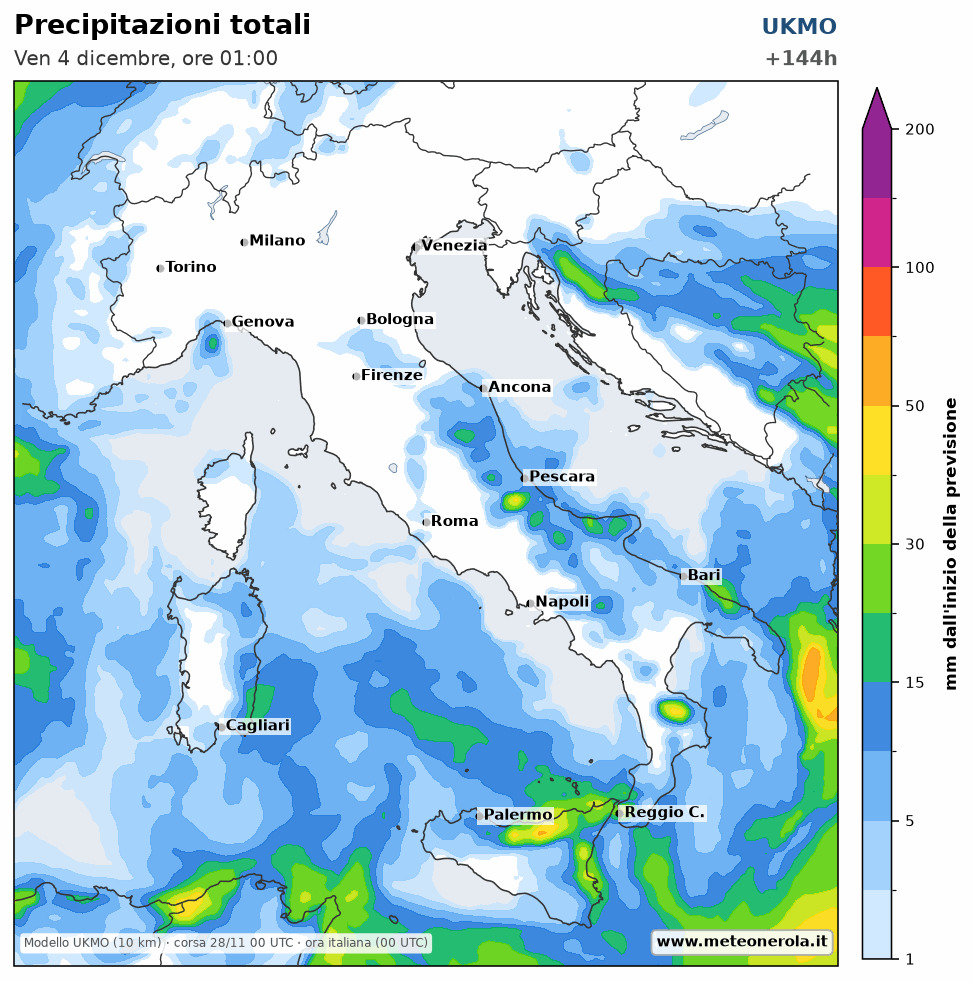 Precipitazioni totali
UKMO
Ven 4 dicembre, ore 01:00
+144h
Milano
Venezia
Torino
Genova
Bologna
Firenze
Ancona
Pescara
Roma
Bari
Napoli
Cagliari
Palermo
Reggio C.
200
100
50
30
15
5
1
mm dall'inizio della previsione
Modello UKMO (10 km) · corsa 28/11 00 UTC · ora italiana (00 UTC)
www.meteonerola.it